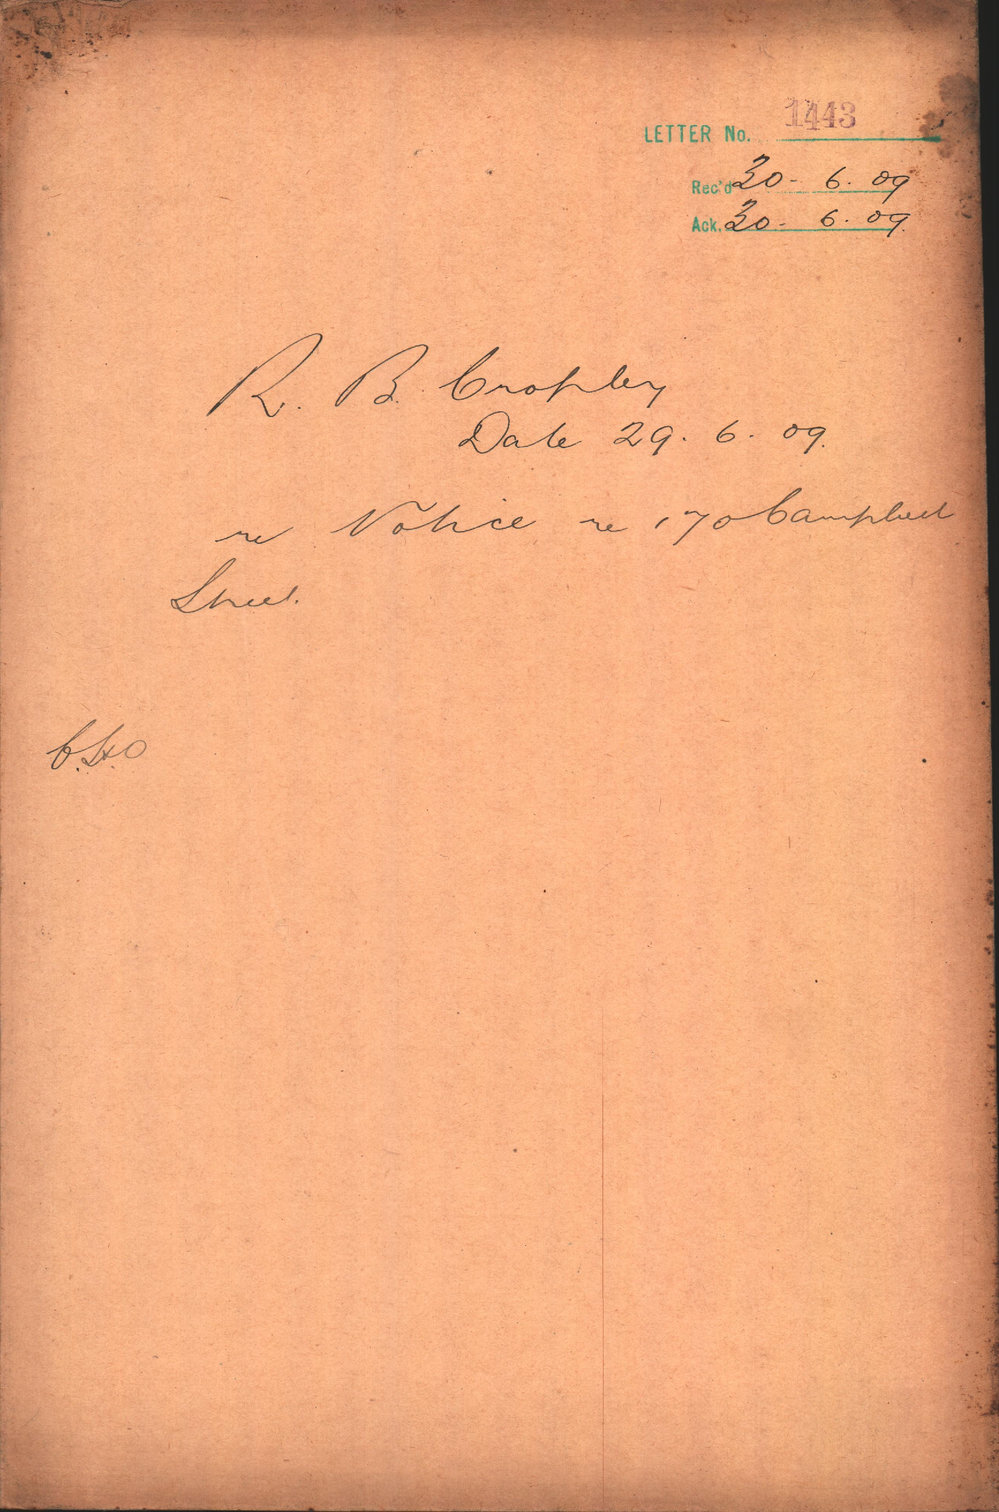 LETTER No. 1443
Rec'd 30 - 6 . 09
Ack. 30 - 6 . 09.
R. B. Cropley
Date 29 . 6 . 09.
re Notice re 170 Campbell
Street.
C.H.O